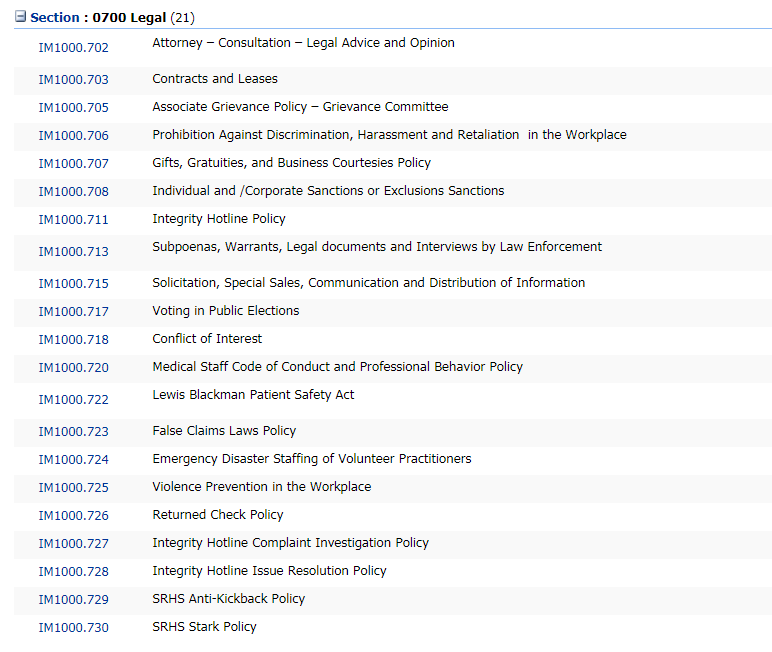 Section : 0700 Legal (21)
IM1000.702 Attorney – Consultation – Legal Advice and Opinion
IM1000.703 Contracts and Leases
IM1000.705 Associate Grievance Policy – Grievance Committee
IM1000.706 Prohibition Against Discrimination, Harassment and Retaliation  in the Workplace
IM1000.707 Gifts, Gratuities, and Business Courtesies Policy
IM1000.708 Individual and /Corporate Sanctions or Exclusions Sanctions
IM1000.711 Integrity Hotline Policy
IM1000.713 Subpoenas, Warrants, Legal documents and Interviews by Law Enforcement
IM1000.715 Solicitation, Special Sales, Communication and Distribution of Information
IM1000.717 Voting in Public Elections
IM1000.718 Conflict of Interest
IM1000.720 Medical Staff Code of Conduct and Professional Behavior Policy
IM1000.722 Lewis Blackman Patient Safety Act
IM1000.723 False Claims Laws Policy
IM1000.724 Emergency Disaster Staffing of Volunteer Practitioners
IM1000.725 Violence Prevention in the Workplace
IM1000.726 Returned Check Policy
IM1000.727 Integrity Hotline Complaint Investigation Policy
IM1000.728 Integrity Hotline Issue Resolution Policy
IM1000.729 SRHS Anti-Kickback Policy
IM1000.730 SRHS Stark Policy